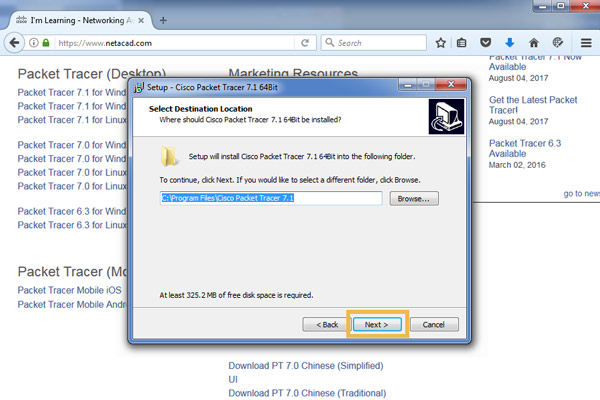 I'm Learning - Networking A
https://www.netacad.com
Search
Packet Tracer (Desktop)
Packet Tracer 7.1 for Wind
Packet Tracer 7.1 for Wind
Packet Tracer 7.1 for Linux
Packet Tracer 7.0 for Wind
Packet Tracer 7.0 for Wind
Packet Tracer 7.0 for Linux
Packet Tracer 7.0 for Linux
Packet Tracer 6.3 for Wind
Packet Tracer 6.3 for Linux
Packet Tracer (Mo
Packet Tracer Mobile iOS
Packet Tracer Mobile Andr
Marketing Resources
Setup - Cisco Packet Tracer 7.1 64Bit
Select Destination Location
Where should Cisco Packet Tracer 7.1 64Bit be installed?
Setup will install Cisco Packet Tracer 7.1 64Bit into the following folder.
To continue, click Next. If you would like to select a different folder, click Browse.
C:\Program Files\Cisco Packet Tracer 7.1
Browse...
At least 325.2 MB of free disk space is required.
< Back
Next >
Cancel
Download PT 7.0 Chinese (Simplified)
UI
Download PT 7.0 Chinese (Traditional)
Packet Tracer 7.1 Now
Available
August 04, 2017
Get the Latest Packet
Tracer!
August 04, 2017
Packet Tracer 6.3
Available
March 02, 2016
go to news